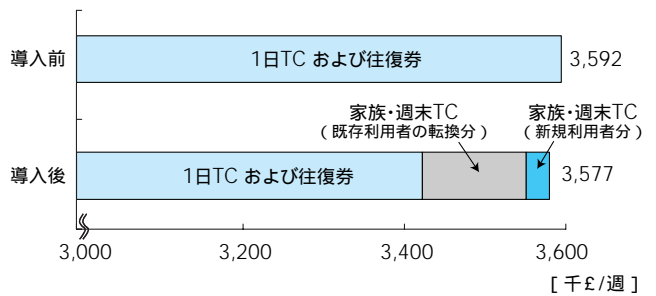 導入前
1日TC および往復券
3,592
家族・週末TC
（既存利用者の転換分）
家族・週末TC
（新規利用者分）
導入後
1日TC および往復券
3,577
3,000
3,200
3,400
3,600
［千£/週］